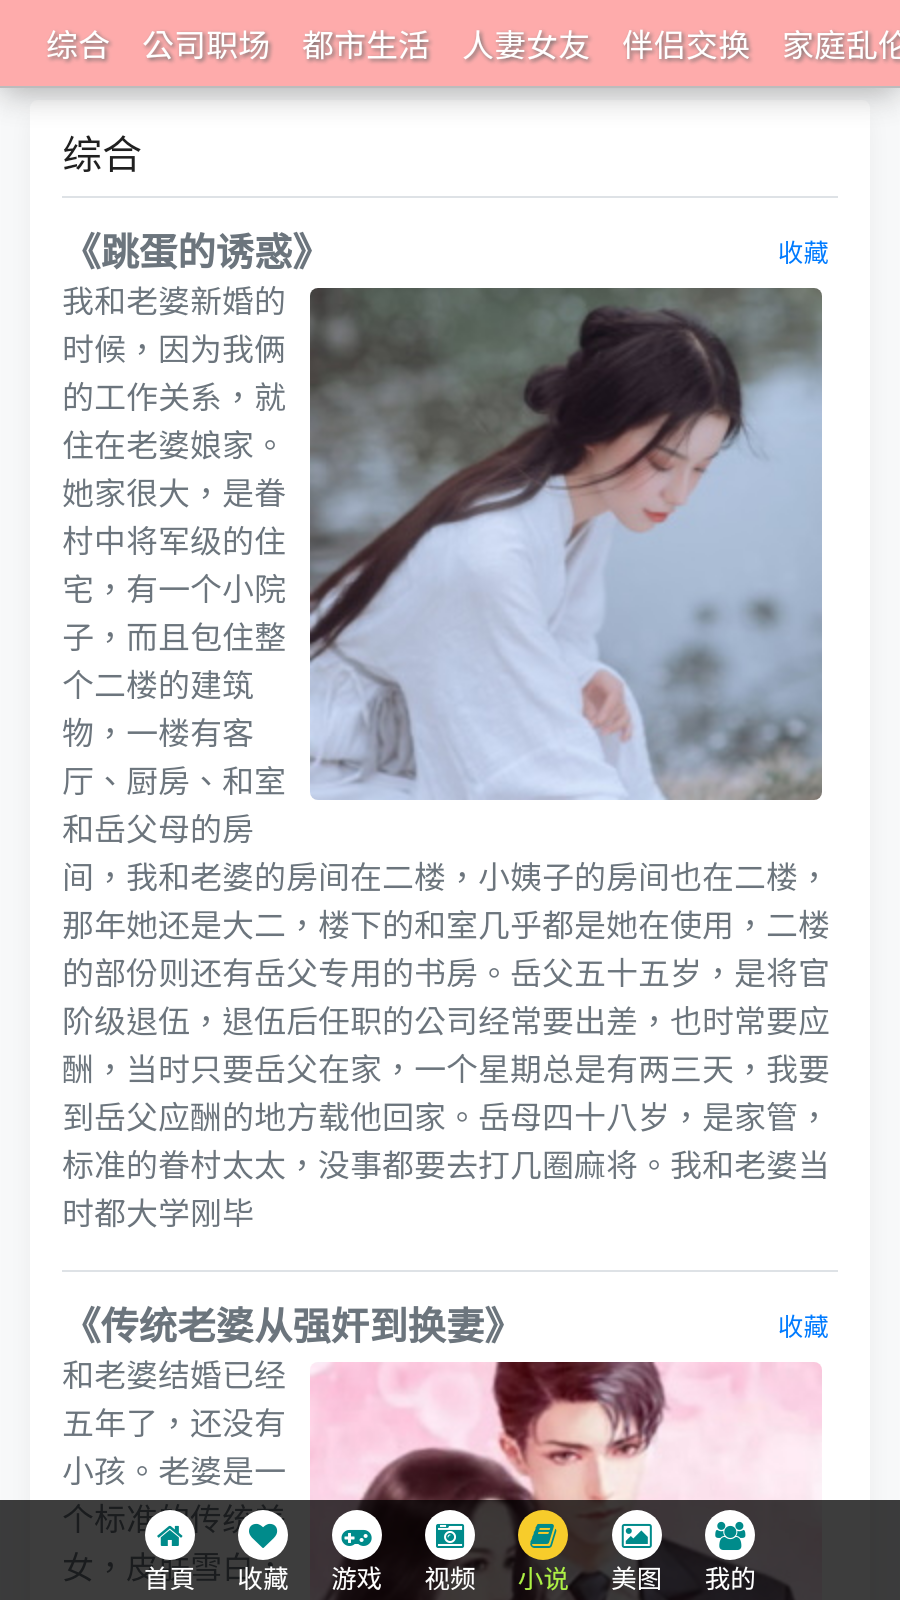 综合 公司职场 都市生活 人妻女友 伴侣交换 家庭乱伦
综合
《跳蛋的诱惑》 收藏
我和老婆新婚的
时候，因为我俩
的工作关系，就
住在老婆娘家。
她家很大，是眷
村中将军级的住
宅，有一个小院
子，而且包住整
个二楼的建筑
物，一楼有客
厅、厨房、和室
和岳父母的房
间，我和老婆的房间在二楼，小姨子的房间也在二楼，
那年她还是大二，楼下的和室几乎都是她在使用，二楼
的部份则还有岳父专用的书房。岳父五十五岁，是将官
阶级退伍，退伍后任职的公司经常要出差，也时常要应
酬，当时只要岳父在家，一个星期总是有两三天，我要
到岳父应酬的地方载他回家。岳母四十八岁，是家管，
标准的眷村太太，没事都要去打几圈麻将。我和老婆当
时都大学刚毕
《传统老婆从强奸到换妻》 收藏
和老婆结婚已经
五年了，还没有
小孩。老婆是一
个标准的传统美
女，皮肤雪白，
首頁 收藏 游戏 视频 小说 美图 我的